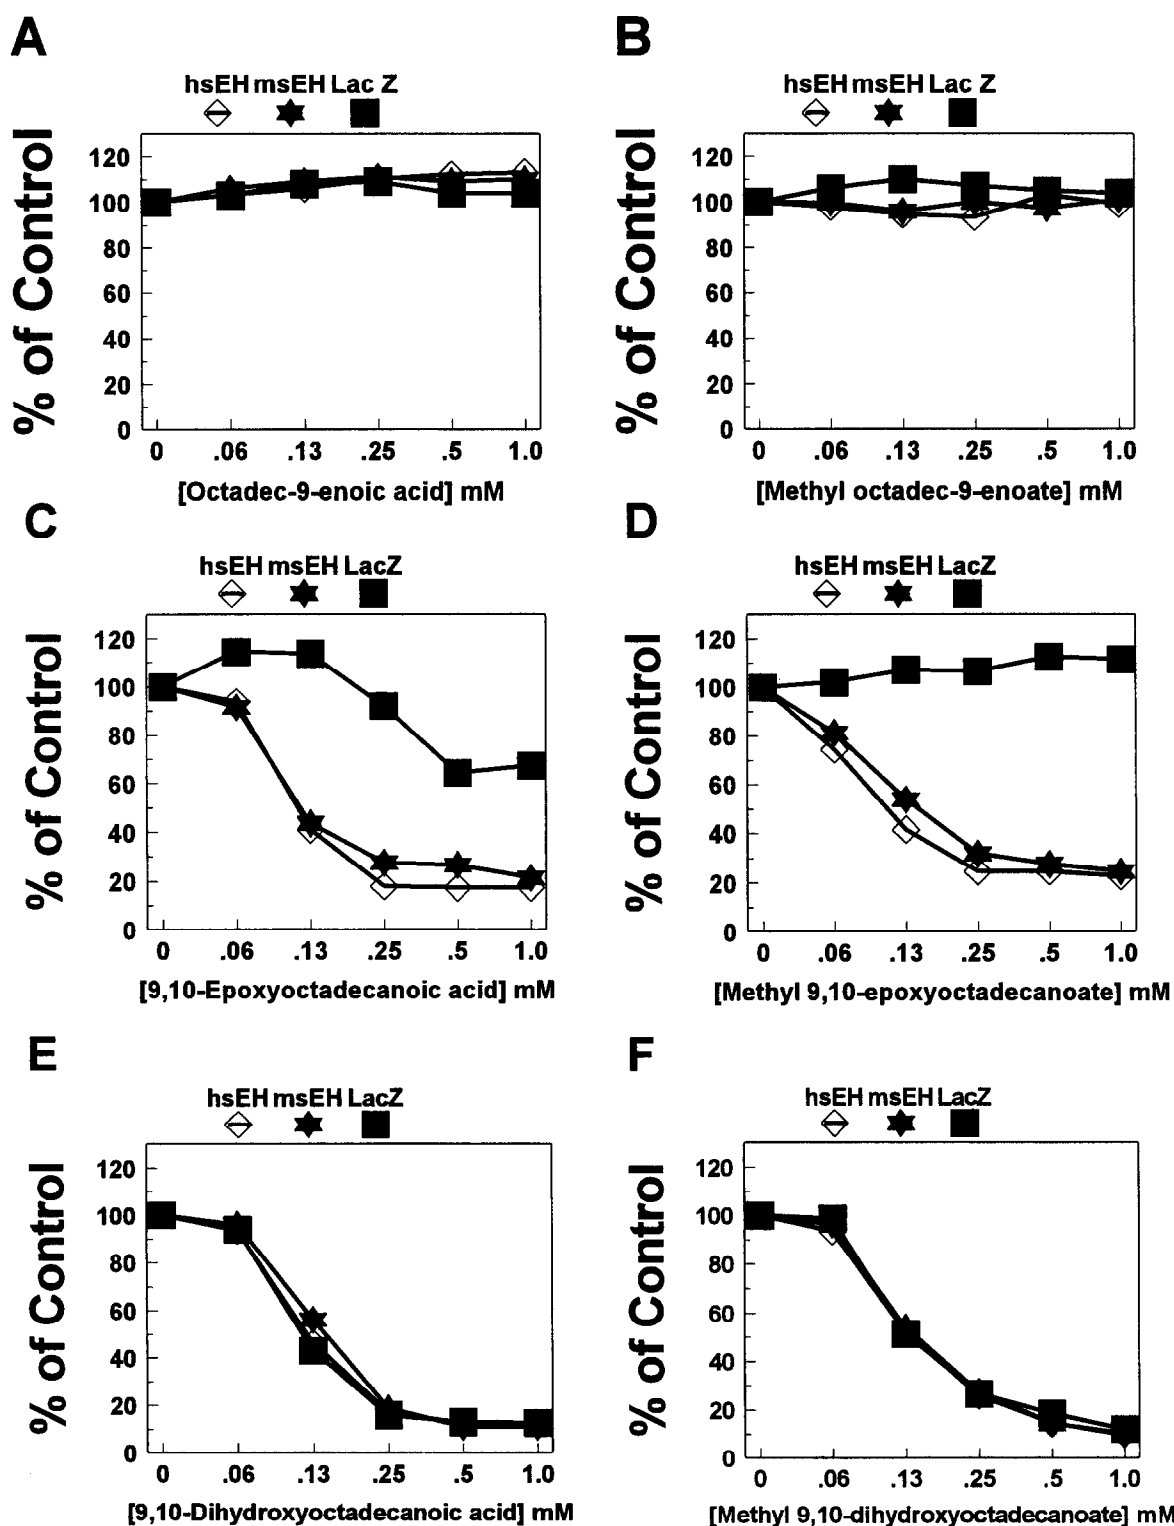 A
hsEH msEH Lac Z
% of Control
120
100
80
60
40
20
0
0 .06 .13 .25 .5 1.0
[Octadec-9-enoic acid] mM
B
hsEH msEH Lac Z
% of Control
120
100
80
60
40
20
0
0 .06 .13 .25 .5 1.0
[Methyl octadec-9-enoate] mM
C
hsEH msEH LacZ
% of Control
120
100
80
60
40
20
0
0 .06 .13 .25 .5 1.0
[9,10-Epoxyoctadecanoic acid] mM
D
hsEH msEH LacZ
% of Control
120
100
80
60
40
20
0
0 .06 .13 .25 .5 1.0
[Methyl 9,10-epoxyoctadecanoate] mM
E
hsEH msEH LacZ
% of Control
120
100
80
60
40
20
0
0 .06 .13 .25 .5 1.0
[9,10-Dihydroxyoctadecanoic acid] mM
F
hsEH msEH LacZ
% of Control
120
100
80
60
40
20
0
0 .06 .13 .25 .5 1.0
[Methyl 9,10-dihydroxyoctadecanoate] mM